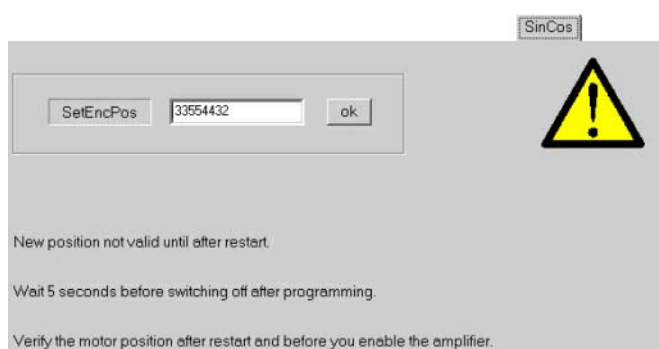 SinCos
SetEncPos 33554432 ok
New position not valid until after restart.
Wait 5 seconds before switching off after programming.
Verify the motor position after restart and before you enable the amplifier.